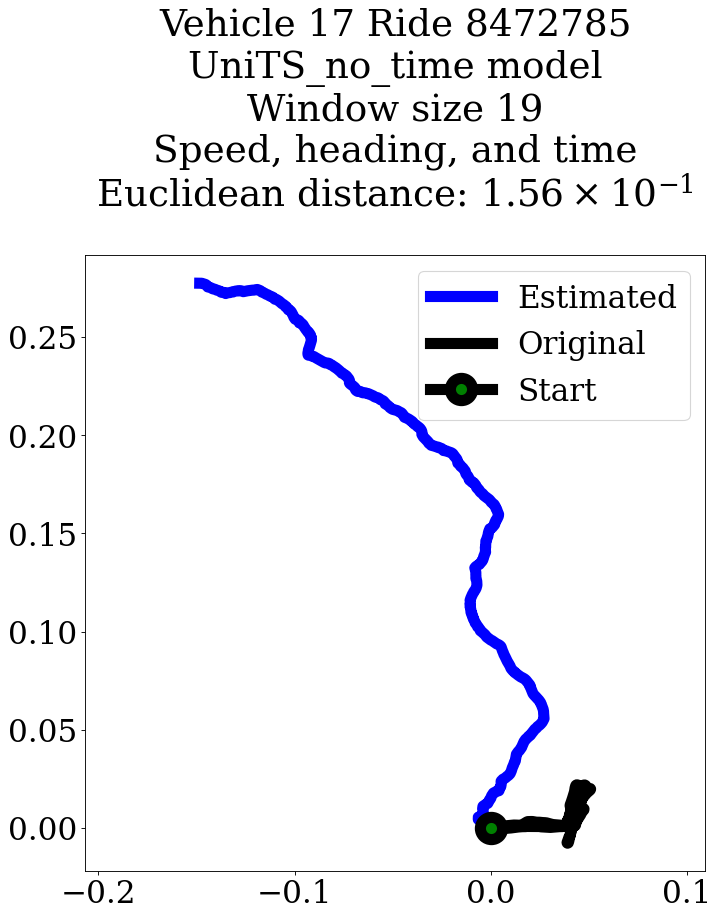 Vehicle 17 Ride 8472785
UniTS_no_time model
Window size 19
Speed, heading, and time
Euclidean distance: 1.56 × 10⁻¹
Estimated
Original
Start
0.25
0.20
0.15
0.10
0.05
0.00
−0.2
−0.1
0.0
0.1